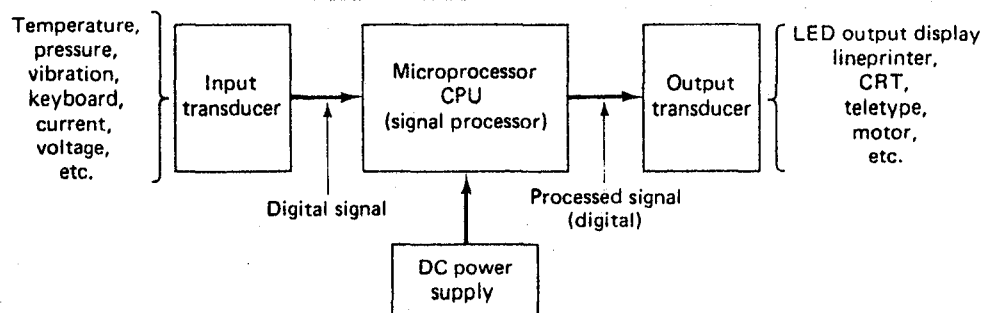 Temperature,
pressure,
vibration,
keyboard,
current,
voltage,
etc.
Input
transducer
Digital signal
Microprocessor
CPU
(signal processor)
DC power
supply
Processed signal
(digital)
Output
transducer
LED output display
lineprinter,
CRT,
teletype,
motor,
etc.